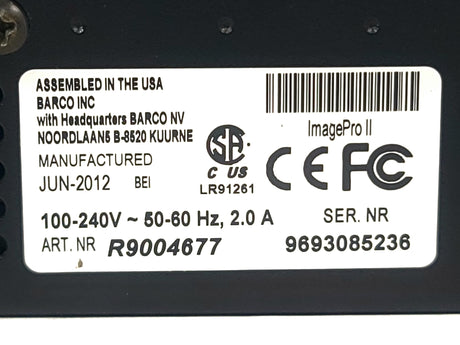 ASSEMBLED IN THE USA
BARCO INC
with Headquarters BARCO NV
NOORDLAAN5 B-8520 KUURNE
MANUFACTURED
JUN-2012 BEI
SA
C US
LR91261
ImagePro II
CE FC
100-240V ~ 50-60 Hz, 2.0 A
SER. NR
ART. NR R9004677
9693085236